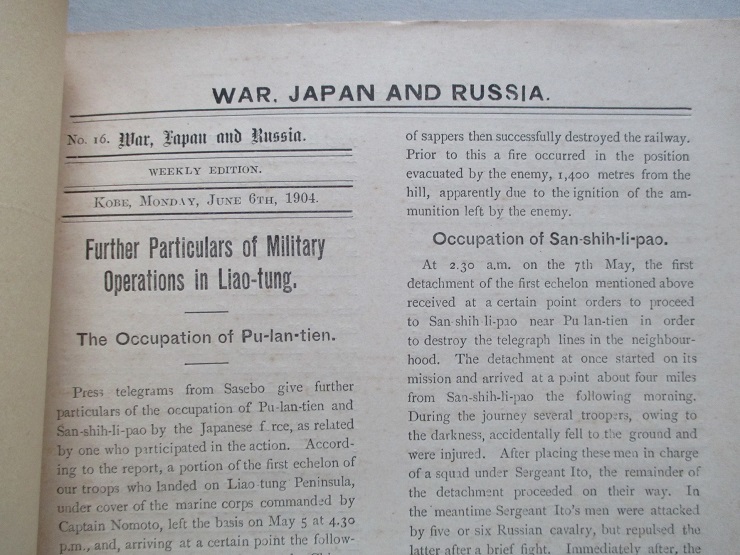 WAR, JAPAN AND RUSSIA.
No. 16. War, Japan and Russia.
WEEKLY EDITION.
KOBE, MONDAY, JUNE 6TH, 1904.
Further Particulars of Military
Operations in Liao-tung.
The Occupation of Pu-lan-tien.
Press telegrams from Sasebo give further
particulars of the occupation of Pu-lan-tien and
San-shih-li-pao by the Japanese f rce, as related
by one who participated in the action. Accord-
ing to the report, a portion of the first echelon of
our troops who landed on Liao tung Peninsula,
under cover of the marine corps commanded by
Captain Nomoto, left the basis on May 5 at 4.30
p.m., and, arriving at a certain point the follow-
of sappers then successfully destroyed the railway.
Prior to this a fire occurred in the position
evacuated by the enemy, 1,400 metres from the
hill, apparently due to the ignition of the am-
munition left by the enemy.
Occupation of San-shih-li-pao.
At 2.30 a.m. on the 7th May, the first
detachment of the first echelon mentioned above
received at a certain point orders to proceed
to San shih li-pao near Pu lan-tien in order
to destroy the telegraph lines in the neighbour-
hood. The detachment at once started on its
mission and arrived at a point about four miles
from San-shih-li-pao the following morning.
During the journey several troopers, owing to
the darkness, accidentally fell to the ground and
were injured. After placing these men in charge
of a squad under Sergeant Ito, the remainder of
the detachment proceeded on their way. In
the meantime Sergeant Ito's men were attacked
by five or six Russian cavalry, but repulsed the
latter after a brief fight. Immediately after, the